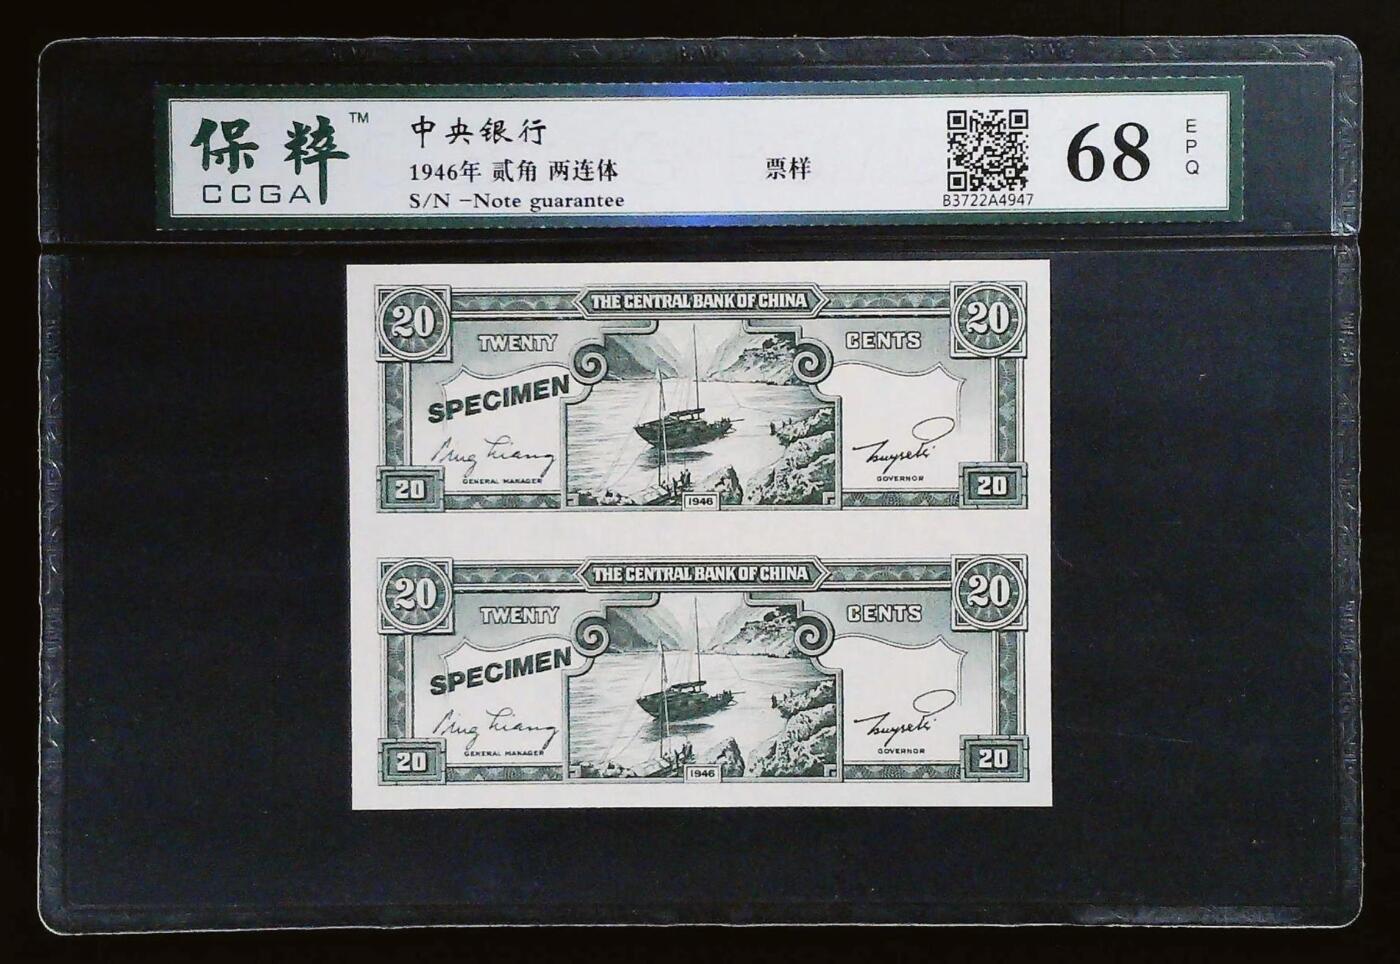 保粹™
CCGA
中央银行
1946年 贰角 两连体
票样
S/N -Note guarantee
B3722A4947
68
EPQ
THE CENTRAL BANK OF CHINA
20
20
TWENTY
CENTS
SPECIMEN
GENERAL MANAGER
GOVERNOR
20
1946
20
THE CENTRAL BANK OF CHINA
20
20
TWENTY
CENTS
SPECIMEN
GENERAL MANAGER
GOVERNOR
20
1946
20